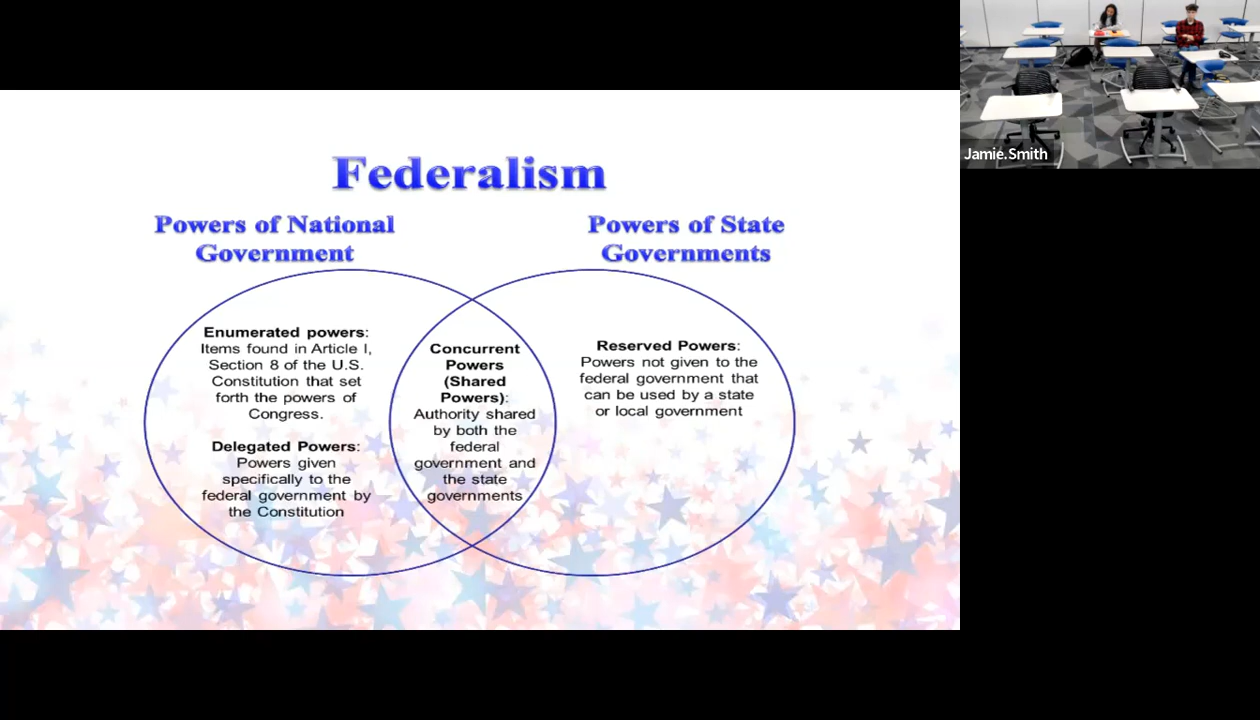 Federalism
Powers of National
Government
Powers of State
Governments
Enumerated powers:
Items found in Article I,
Section 8 of the U.S.
Constitution that set
forth the powers of
Congress.
Delegated Powers:
Powers given
specifically to the
federal government by
the Constitution
Concurrent
Powers
(Shared
Powers):
Authority shared
by both the
federal
government and
the state
governments
Reserved Powers:
Powers not given to the
federal government that
can be used by a state
or local government
Jamie.Smith